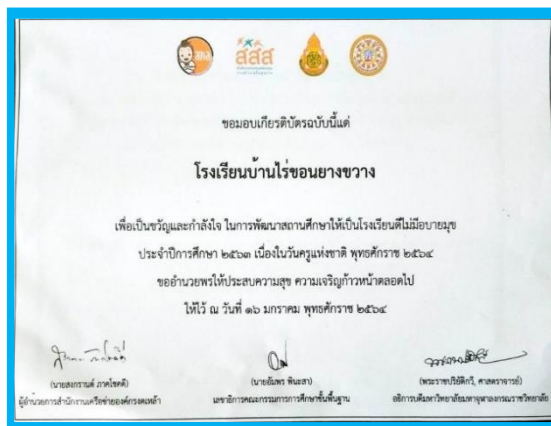 สสส
ขอมอบเกียรติบัตรฉบับนี้แด่
โรงเรียนบ้านไร่ขอนยางขวาง
เพื่อเป็นขวัญและกำลังใจ ในการพัฒนาสถานศึกษาให้เป็นโรงเรียนดีไม่มีอบายมุข
ประจำปีการศึกษา ๒๕๖๓ เนื่องในวันครูแห่งชาติ พุทธศักราช ๒๕๖๔
ขออำนวยพรให้ประสบความสุข ความเจริญก้าวหน้าตลอดไป
ให้ไว้ ณ วันที่ ๑๖ มกราคม พุทธศักราช ๒๕๖๔
(นายสงกรานต์ ภาคโชคดี) (นายอัมพร พินะสา) (พระราชปริยัติกวี, ศาสตราจารย์)
ผู้อำนวยการสำนักงานเครือข่ายองค์กรงดเหล้า เลขาธิการคณะกรรมการการศึกษาขั้นพื้นฐาน อธิการบดีมหาวิทยาลัยมหาจุฬาลงกรณราชวิทยาลัย